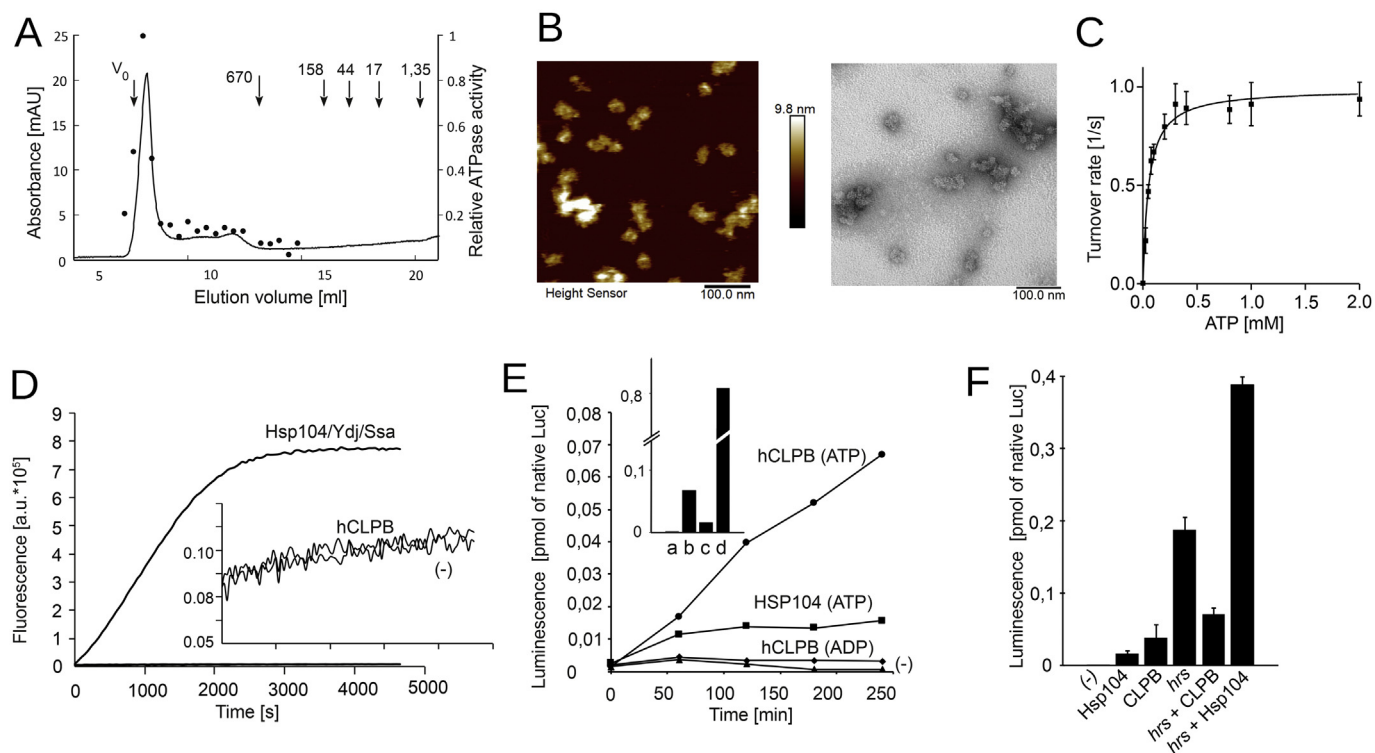 A
25
20
15
10
5
0
Absorbance [mAU]
V0
670
158
44
17
1,35
1
0.8
0.6
0.4
0.2
Relative ATPase activity
5
10
15
20
Elution volume [ml]
B
9.8 nm
Height Sensor
100.0 nm
100.0 nm
C
1.0
0.5
0.0
Turnover rate [1/s]
0.0
0.5
1.0
1.5
2.0
ATP [mM]
D
9
8
7
6
5
4
3
2
1
0
Fluorescence [a.u.*10⁵]
Hsp104/Ydj/Ssa
hCLPB
(-)
0.10
0.08
0.05
0
1000
2000
3000
4000
5000
Time [s]
E
0,08
0,07
0,06
0,05
0,04
0,03
0,02
0,01
0
Luminescence [pmol of native Luc]
0,8
0,1
0
a b c d
hCLPB (ATP)
HSP104 (ATP)
hCLPB (ADP)
(-)
0
50
100
150
200
250
Time [min]
F
0,4
0,3
0,2
0,1
0
Luminescence [pmol of native Luc]
(-)
Hsp104
CLPB
hrs
hrs + CLPB
hrs + Hsp104